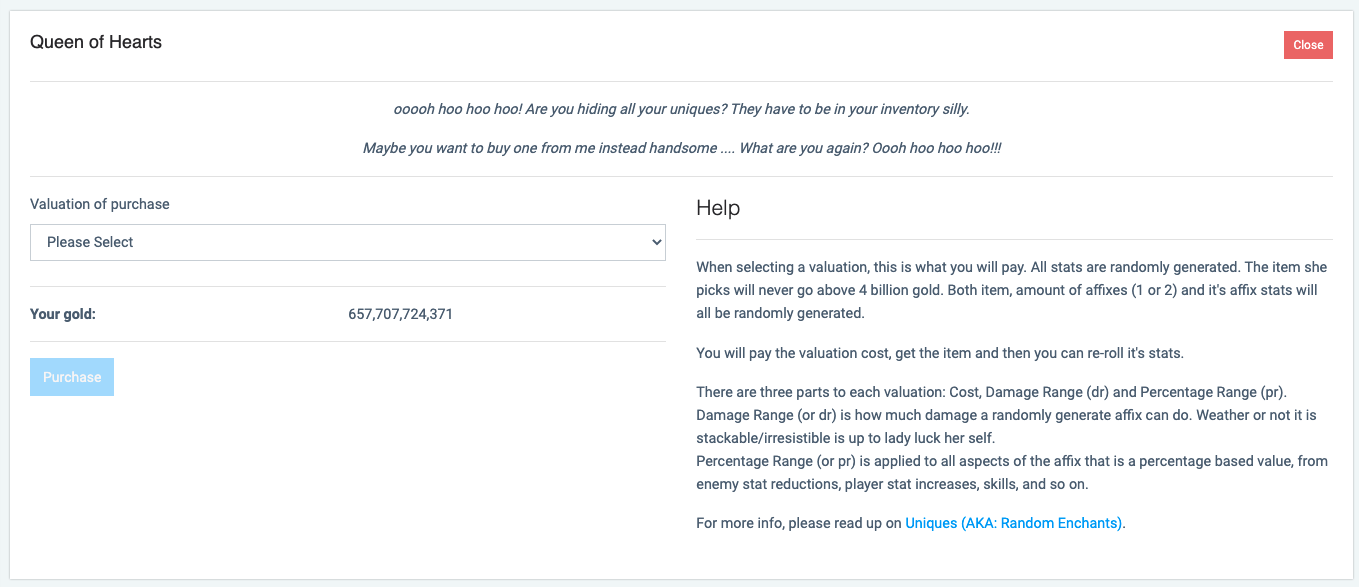 Queen of Hearts
Close
ooooh hoo hoo hoo! Are you hiding all your uniques? They have to be in your inventory silly.
Maybe you want to buy one from me instead handsome .... What are you again? Oooh hoo hoo hoo!!!
Valuation of purchase
Please Select
Your gold: 657,707,724,371
Purchase
Help
When selecting a valuation, this is what you will pay. All stats are randomly generated. The item she
picks will never go above 4 billion gold. Both item, amount of affixes (1 or 2) and it's affix stats will
all be randomly generated.
You will pay the valuation cost, get the item and then you can re-roll it's stats.
There are three parts to each valuation: Cost, Damage Range (dr) and Percentage Range (pr).
Damage Range (or dr) is how much damage a randomly generate affix can do. Weather or not it is
stackable/irresistible is up to lady luck her self.
Percentage Range (or pr) is applied to all aspects of the affix that is a percentage based value, from
enemy stat reductions, player stat increases, skills, and so on.
For more info, please read up on Uniques (AKA: Random Enchants).